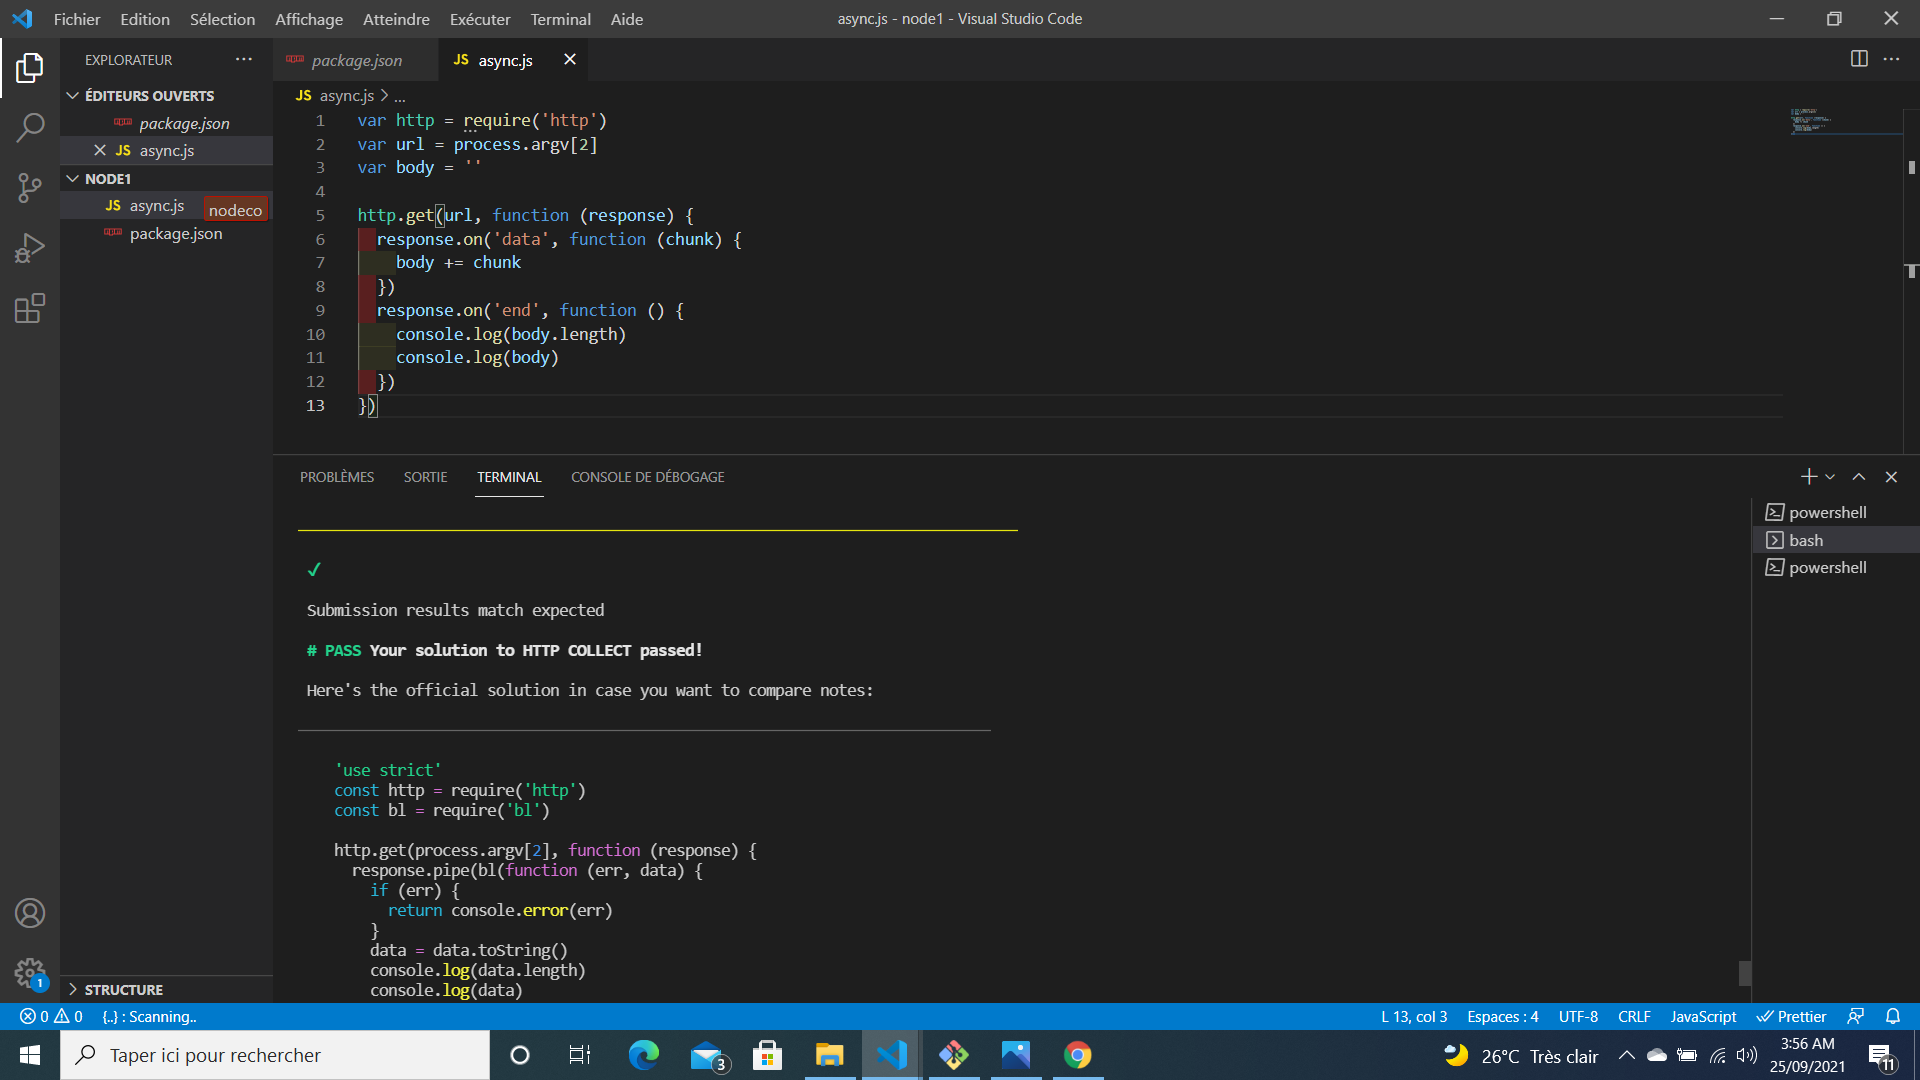 Fichier Edition Sélection Affichage Atteindre Exécuter Terminal Aide
async.js - node1 - Visual Studio Code
EXPLORATEUR
ÉDITEURS OUVERTS
package.json
JS async.js
NODE1
JS async.js
nodeco
package.json
STRUCTURE
package.json
JS async.js
JS async.js > ...
1 var http = require('http')
2 var url = process.argv[2]
3 var body = ''
4
5 http.get(url, function (response) {
6 response.on('data', function (chunk) {
7 body += chunk
8 })
9 response.on('end', function () {
10 console.log(body.length)
11 console.log(body)
12 })
13 })
PROBLÈMES SORTIE TERMINAL CONSOLE DE DÉBOGAGE
✓
Submission results match expected
# PASS Your solution to HTTP COLLECT passed!
Here's the official solution in case you want to compare notes:
'use strict'
const http = require('http')
const bl = require('bl')
http.get(process.argv[2], function (response) {
response.pipe(bl(function (err, data) {
if (err) {
return console.error(err)
}
data = data.toString()
console.log(data.length)
console.log(data)
powershell
bash
powershell
1
0 0 {..} : Scanning..
L 13, col 3 Espaces : 4 UTF-8 CRLF JavaScript Prettier
Taper ici pour rechercher
3
26°C Très clair
3:56 AM
25/09/2021
11